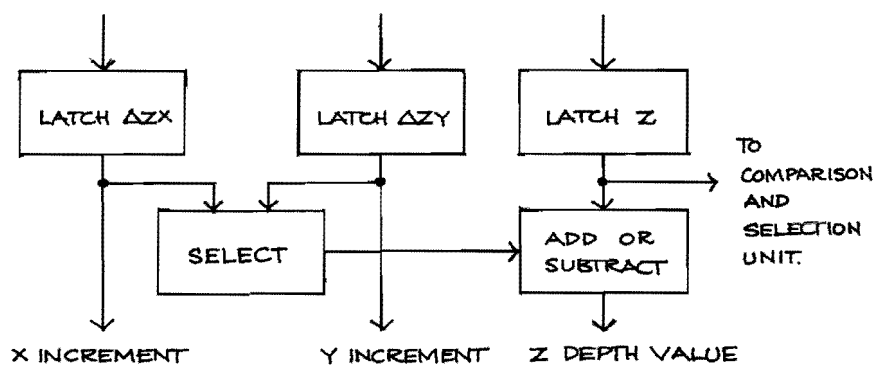 LATCH ΔZX
LATCH ΔZY
LATCH Z
TO
COMPARISON
AND
SELECTION
UNIT.
SELECT
ADD OR
SUBTRACT
X INCREMENT
Y INCREMENT
Z DEPTH VALUE